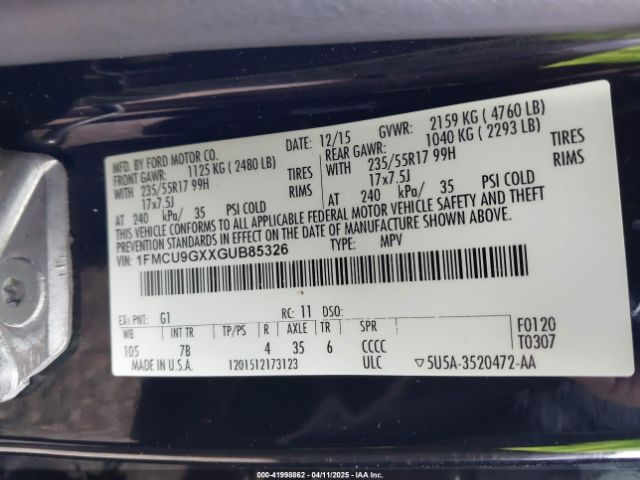 MFD. BY FORD MOTOR CO.
DATE: 12/15 GVWR: 2159 KG ( 4760 LB)
FRONT GAWR: 1125 KG ( 2480 LB)
REAR GAWR: 1040 KG ( 2293 LB)
WITH 235/55R17 99H TIRES
WITH 235/55R17 99H TIRES
17x7.5J RIMS
17x7.5J RIMS
AT 240 kPa/ 35 PSI COLD
AT 240 kPa/ 35 PSI COLD
THIS VEHICLE CONFORMS TO ALL APPLICABLE FEDERAL MOTOR VEHICLE SAFETY AND THEFT
PREVENTION STANDARDS IN EFFECT ON THE DATE OF MANUFACTURE SHOWN ABOVE.
VIN: 1FMCU9GXXGUB85326 TYPE: MPV
EXT PNT: G1 RC: 11 DSO:
WB INT TR TP/PS R AXLE TR SPR
105 7B 4 35 6 CCCC
F0120
T0307
MADE IN U.S.A. 1201512173123 ULC ▽5U5A-3520472-AA
000-41998862 - 04/11/2025 - IAA Inc.